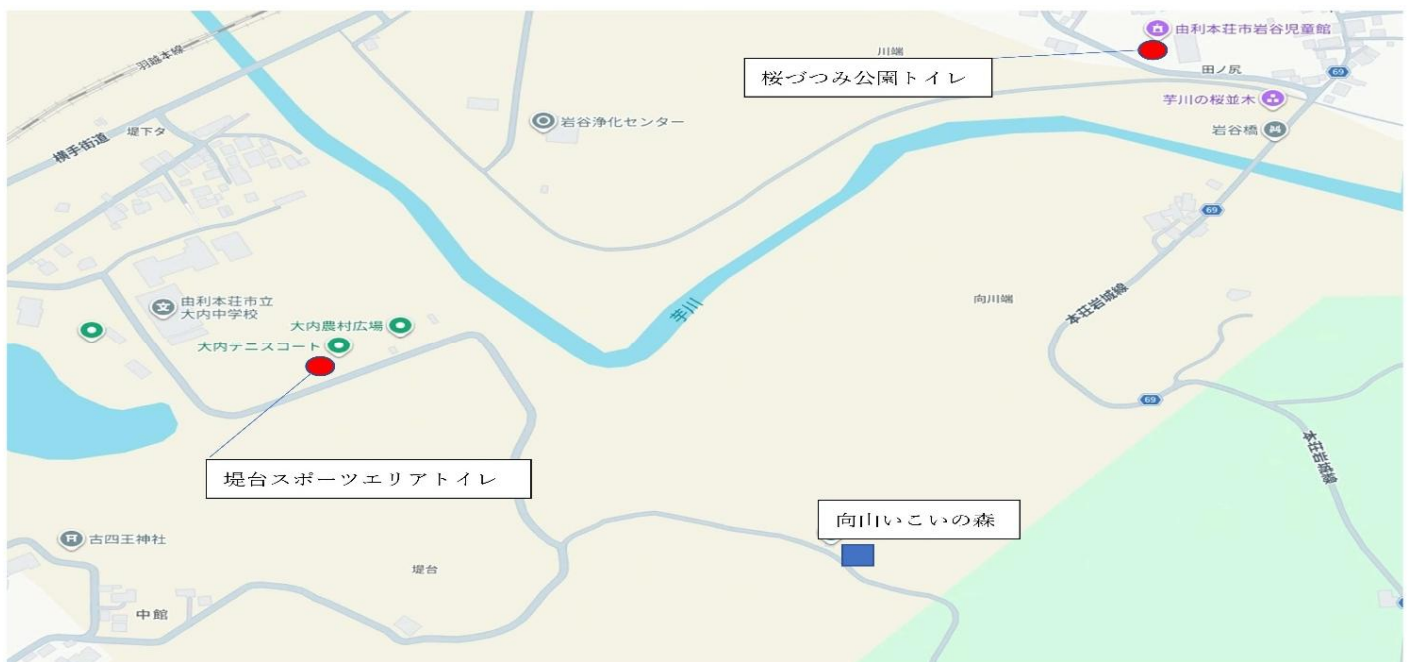 由利本荘市岩谷児童館
川端
羽越本線
桜づつみ公園トイレ
田ノ尻
69
芋川の桜並木
岩谷浄化センター
堤下タ
横手街道
岩谷橋
69
由利本荘市立
大内中学校
芋川
向川端
本荘岩城線
大内農村広場
大内テニスコート
69
本荘岩城線
堤台スポーツエリアトイレ
向山いこいの森
古四王神社
堤台
中館